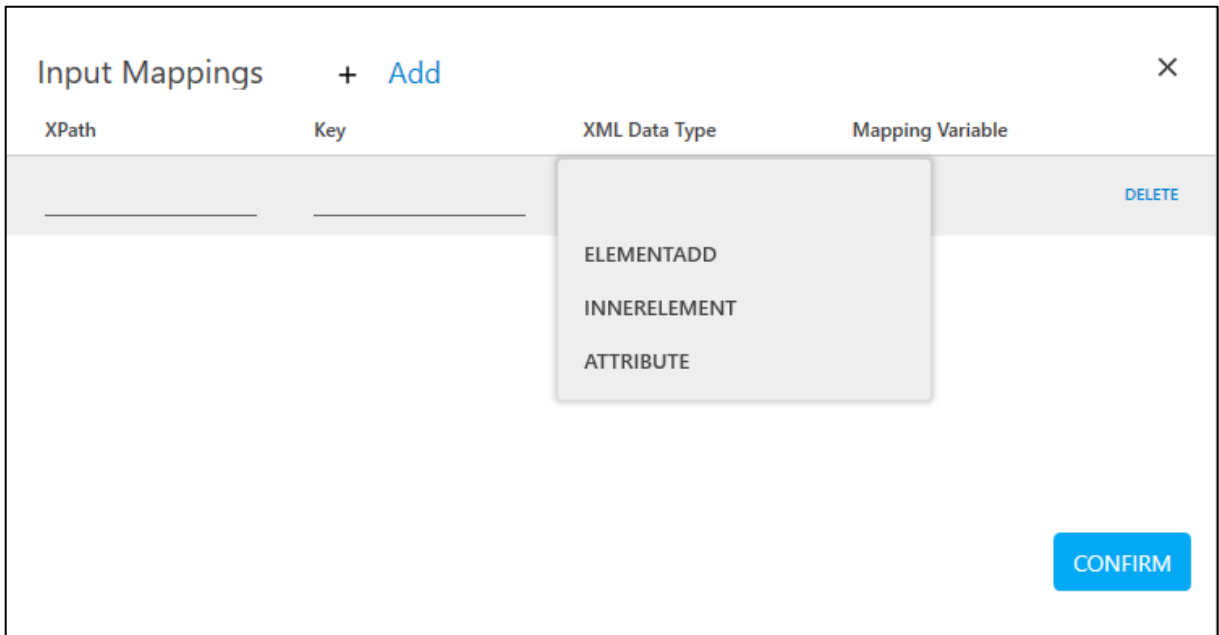 Input Mappings + Add ×
XPath Key XML Data Type Mapping Variable
DELETE
ELEMENTADD
INNERELEMENT
ATTRIBUTE
CONFIRM